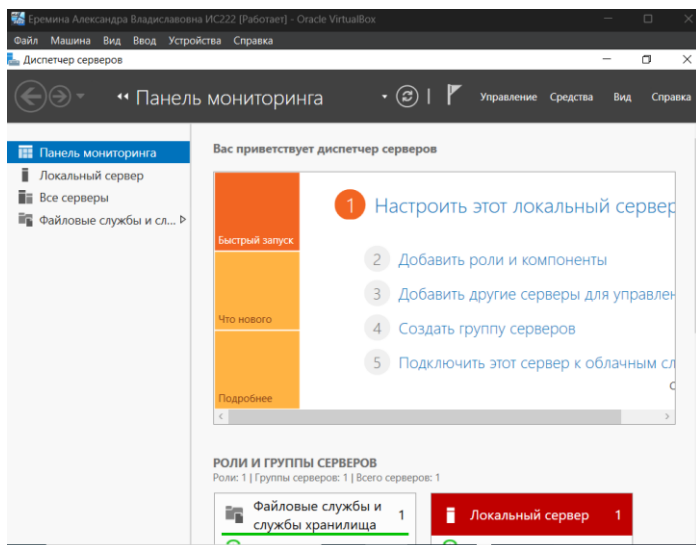 Еремина Александра Владиславовна ИС222 [Работает] - Oracle VirtualBox
Файл Машина Вид Ввод Устройства Справка
Диспетчер серверов
Панель мониторинга
Управление Средства Вид Справка
Панель мониторинга
Локальный сервер
Все серверы
Файловые службы и сл...
Вас приветствует диспетчер серверов
Быстрый запуск
Что нового
Подробнее
1 Настроить этот локальный сервер
2 Добавить роли и компоненты
3 Добавить другие серверы для управлен
4 Создать группу серверов
5 Подключить этот сервер к облачным сл
РОЛИ И ГРУППЫ СЕРВЕРОВ
Роли: 1 | Группы серверов: 1 | Всего серверов: 1
Файловые службы и
службы хранилища 1
Локальный сервер 1